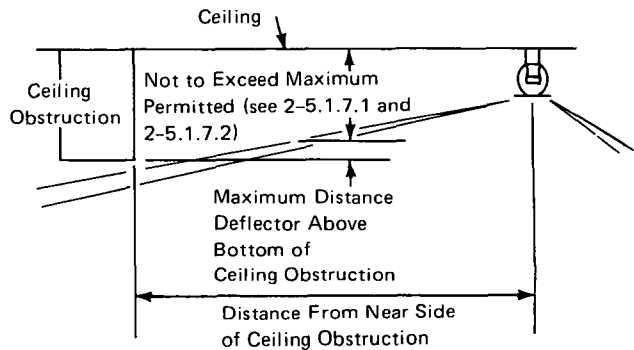 Ceiling
Ceiling
Obstruction
Not to Exceed Maximum
Permitted (see 2-5.1.7.1 and
2-5.1.7.2)
Maximum Distance
Deflector Above
Bottom of
Ceiling Obstruction
Distance From Near Side
of Ceiling Obstruction